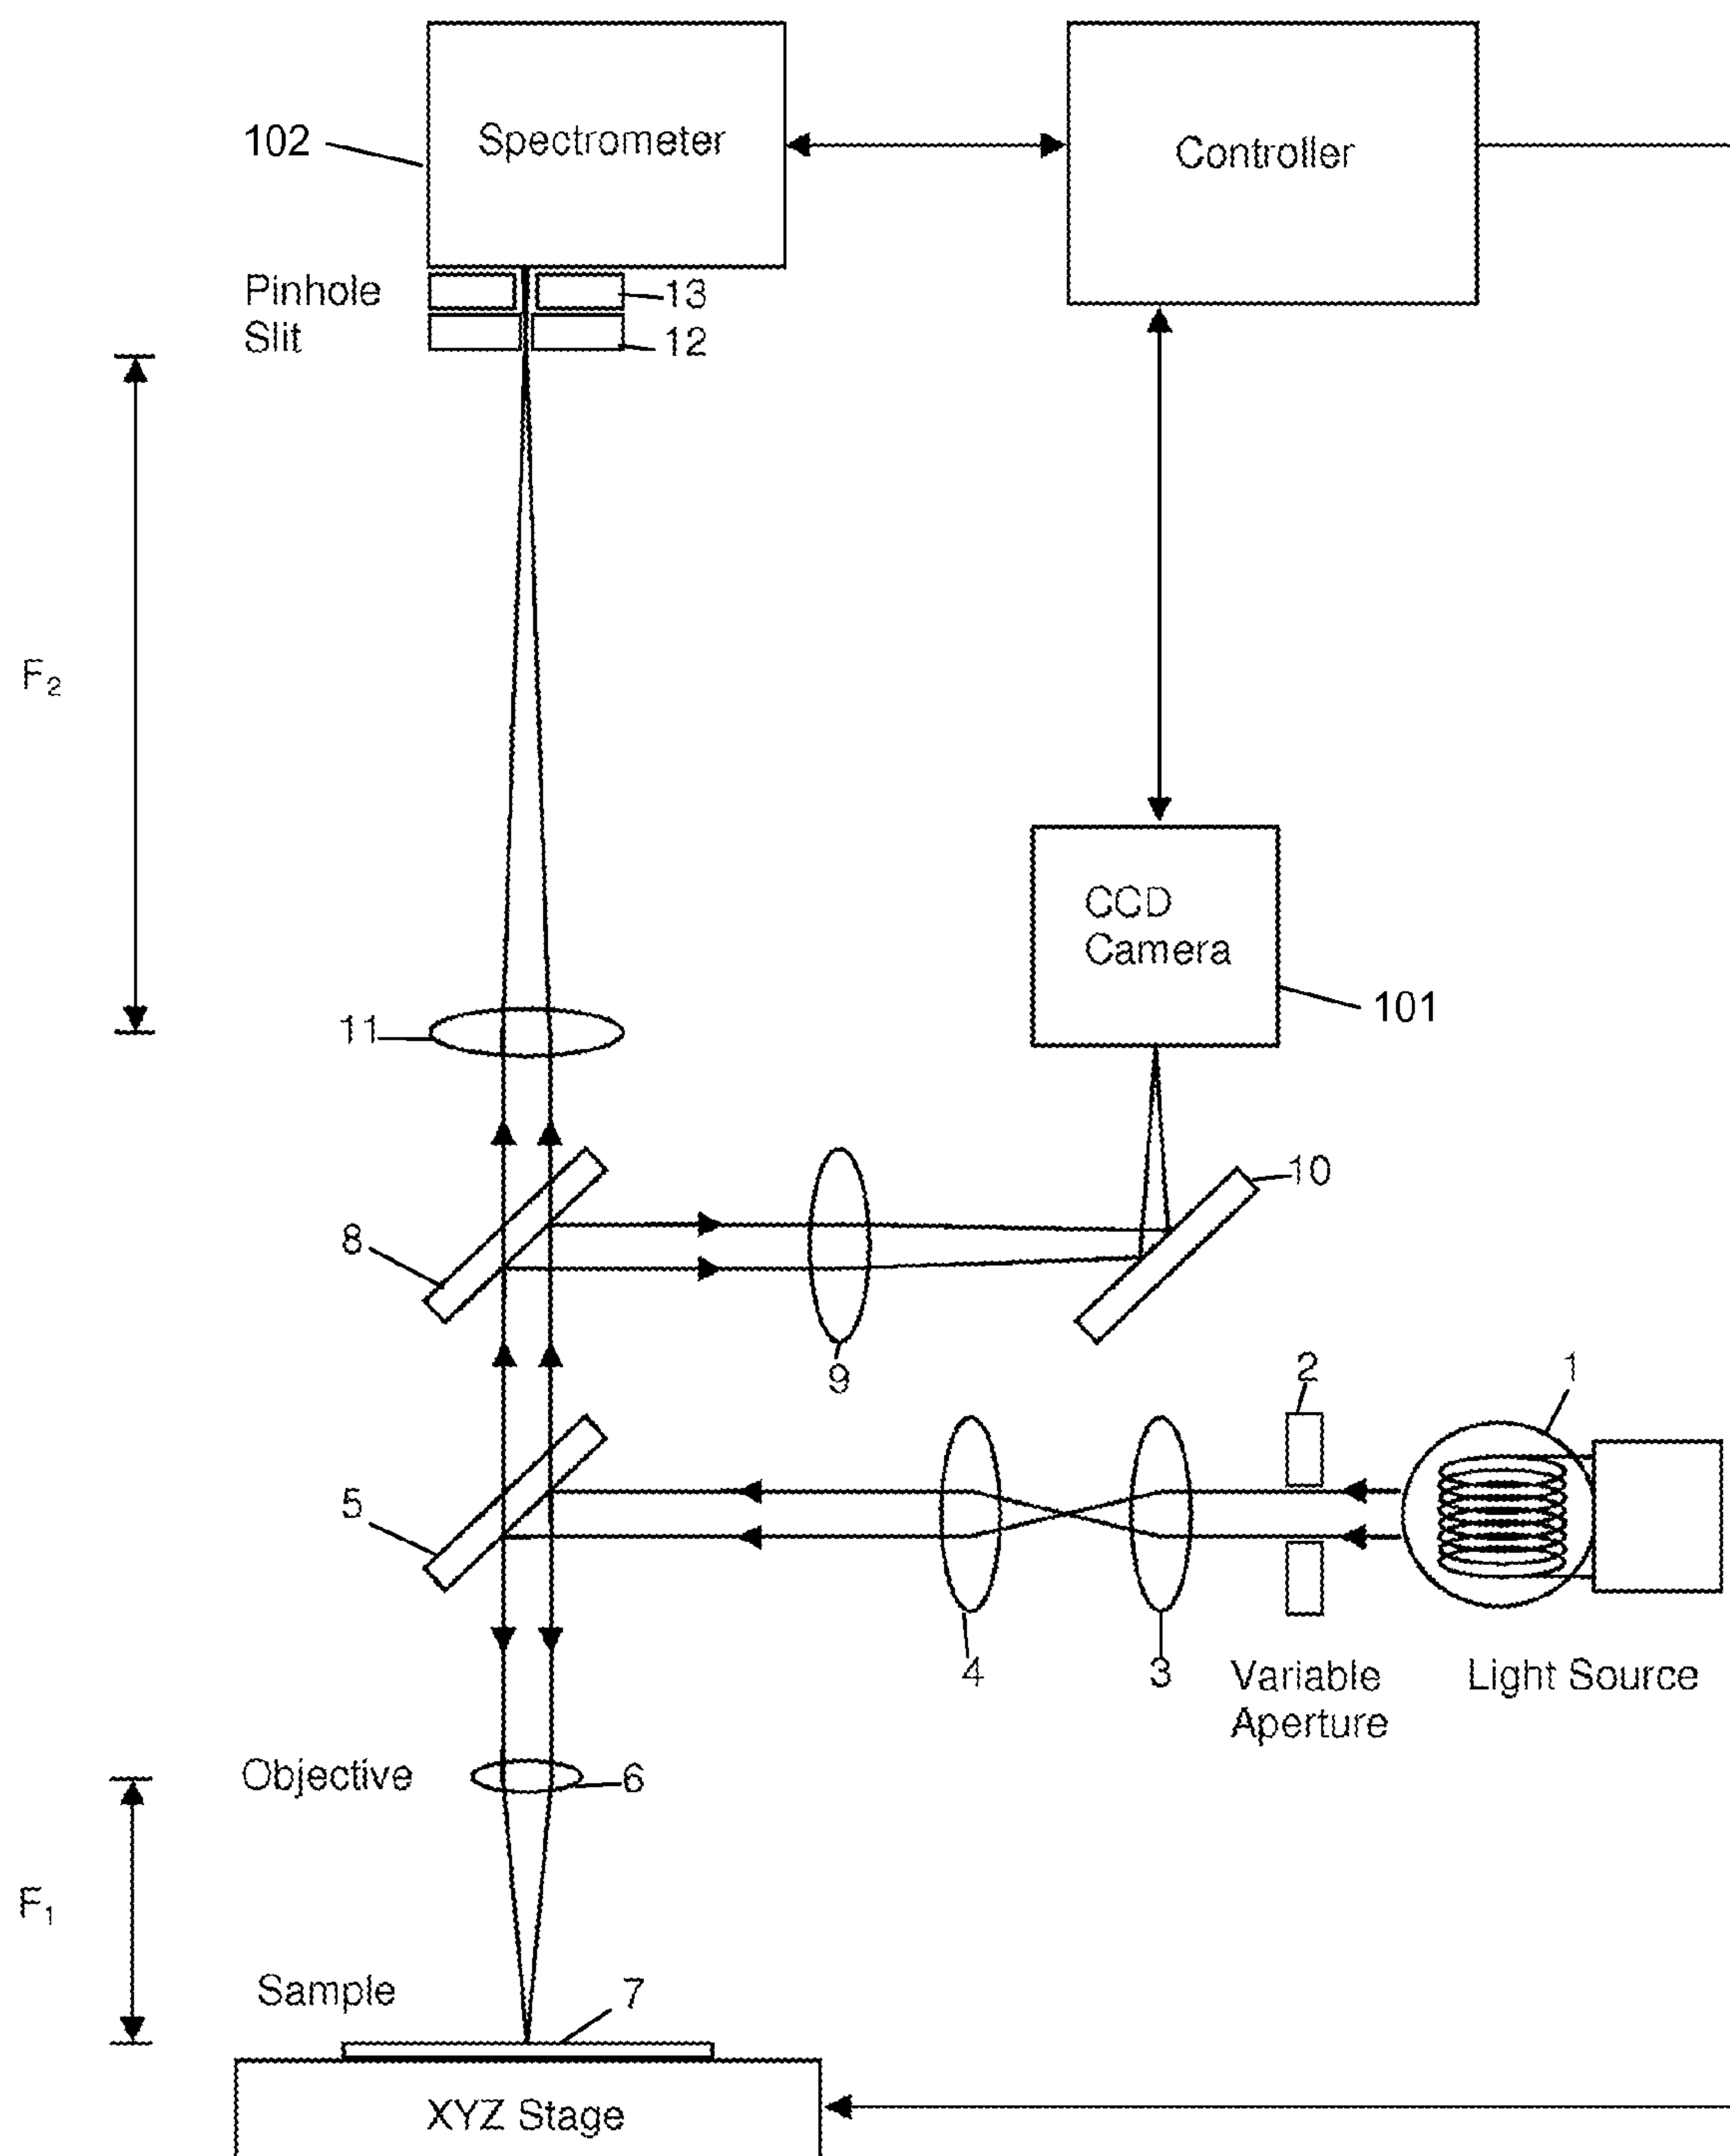 102
Spectrometer
Controller
Pinhole
13
Slit
12
F₂
CCD
Camera
101
11
10
8
9
2
1
5
4
3
Variable
Aperture
Light Source
Objective
6
F₁
Sample
7
XYZ Stage